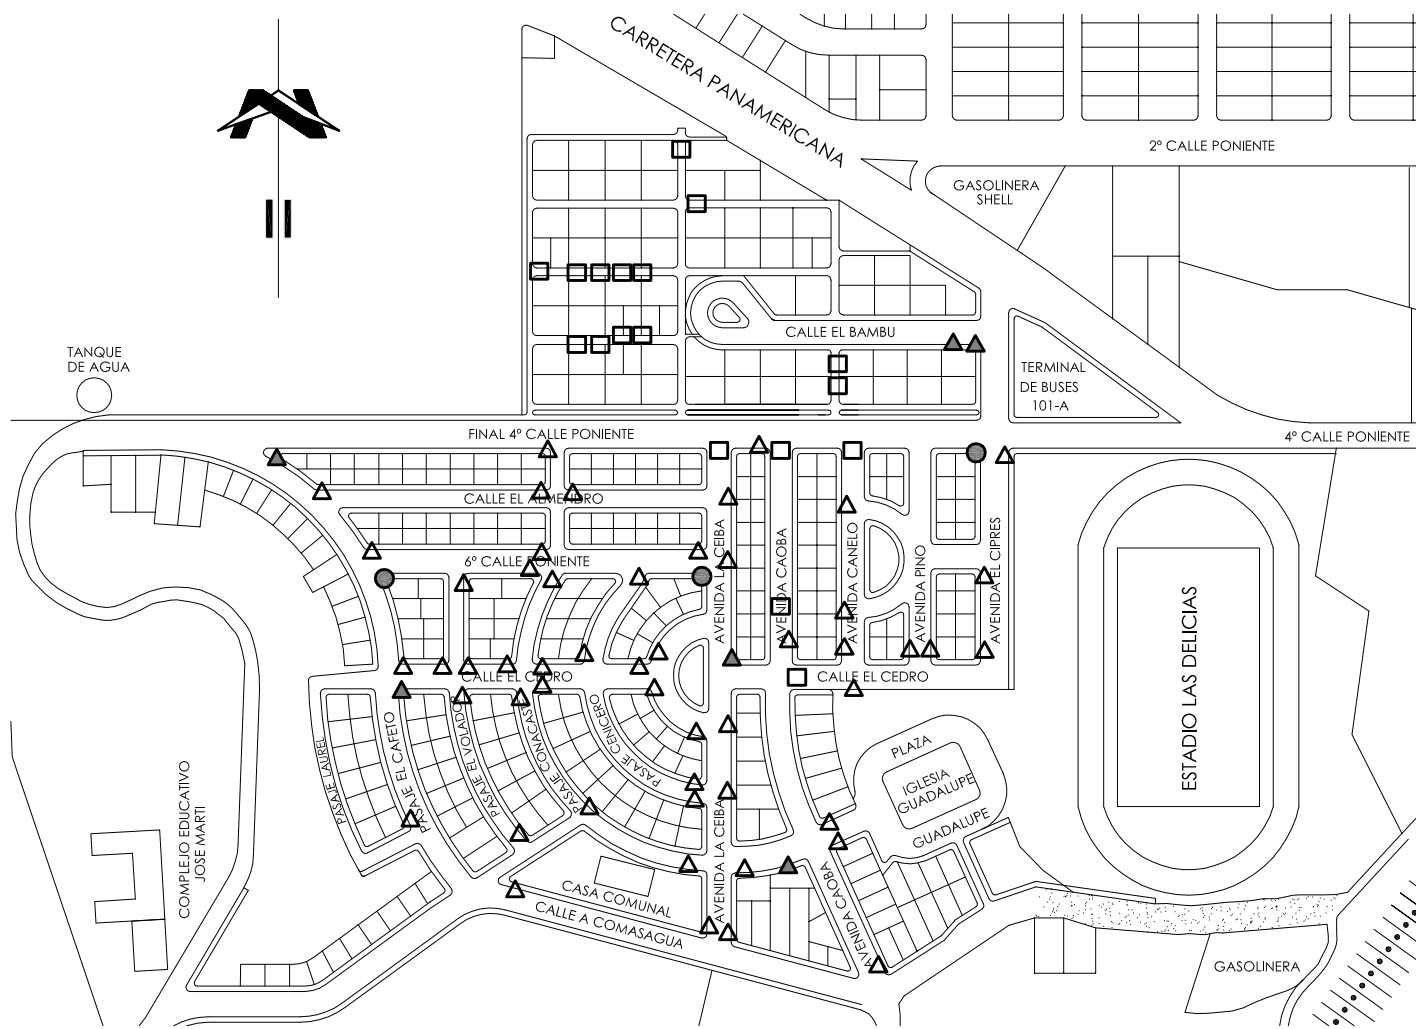 CARRETERA PANAMERICANA
2º CALLE PONIENTE
GASOLINERA
SHELL
CALLE EL BAMBU
TANQUE
DE AGUA
TERMINAL
DE BUSES
101-A
FINAL 4º CALLE PONIENTE
4º CALLE PONIENTE
CALLE EL ALMENDRO
6º CALLE PONIENTE
AVENIDA LA CEIBA
AVENIDA CAOBA
AVENIDA CANELO
AVENIDA PINO
AVENIDA EL CIPRES
ESTADIO LAS DELICIAS
CALLE EL CEDRO
CALLE EL CEDRO
PASAJE LAUREL
PASAJE EL CAFETO
PASAJE EL VOLADOR
PASAJE CONACASTE
PASAJE CENICERO
PLAZA
IGLESIA
GUADALUPE
GUADALUPE
COMPLEJO EDUCATIVO
JOSE MARTI
AVENIDA LA CEIBA
AVENIDA CAOBA
CASA COMUNAL
CALLE A COMASAGUA
GASOLINERA